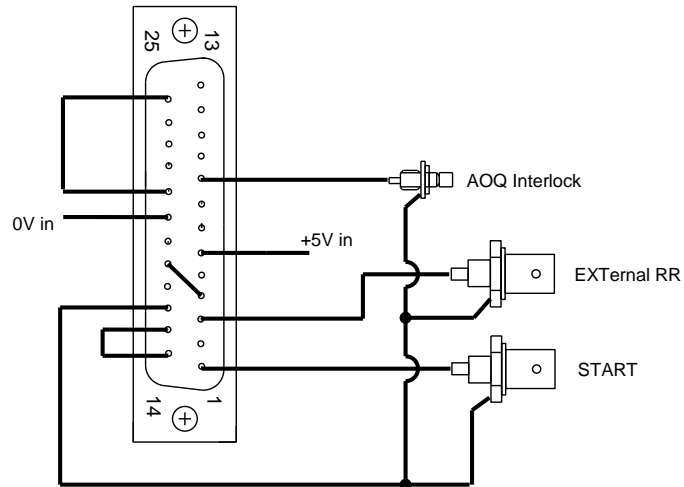 25
13
AOQ Interlock
0V in
+5V in
EXTernal RR
START
14
1